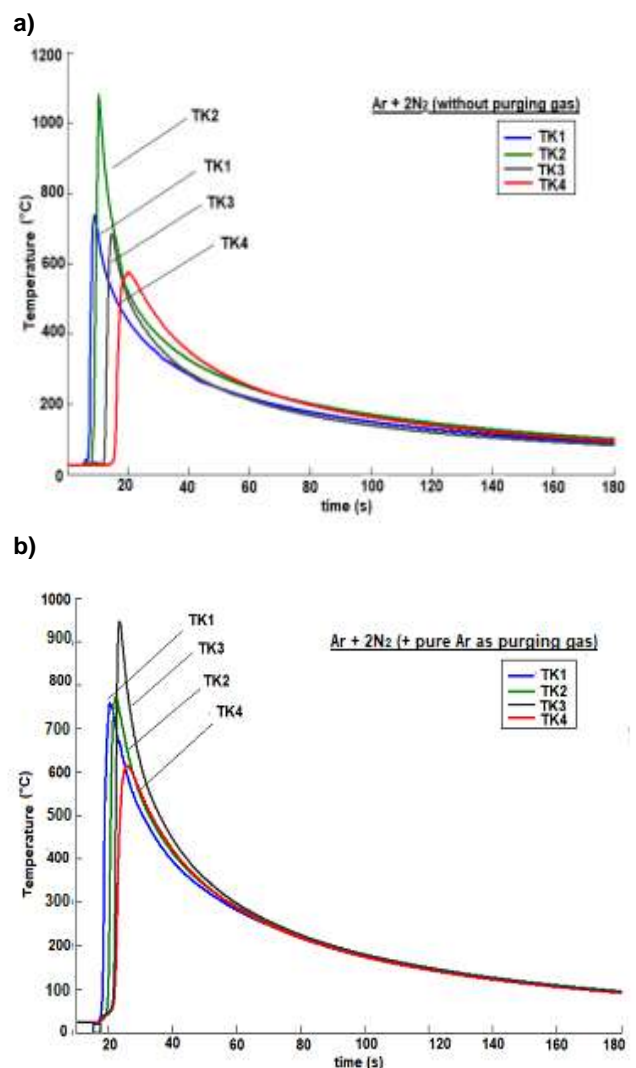 a)
1200
1000
800
600
400
200
0
Temperature (°C)
20
40
60
80
100
120
140
160
180
time (s)
TK2
TK1
TK3
TK4
Ar + 2N₂ (without purging gas)
TK1
TK2
TK3
TK4
b)
1000
900
800
700
600
500
400
300
200
100
0
Temperature (°C)
20
40
60
80
100
120
140
160
180
time (s)
TK1
TK3
TK2
TK4
Ar + 2N₂ (+ pure Ar as purging gas)
TK1
TK2
TK3
TK4